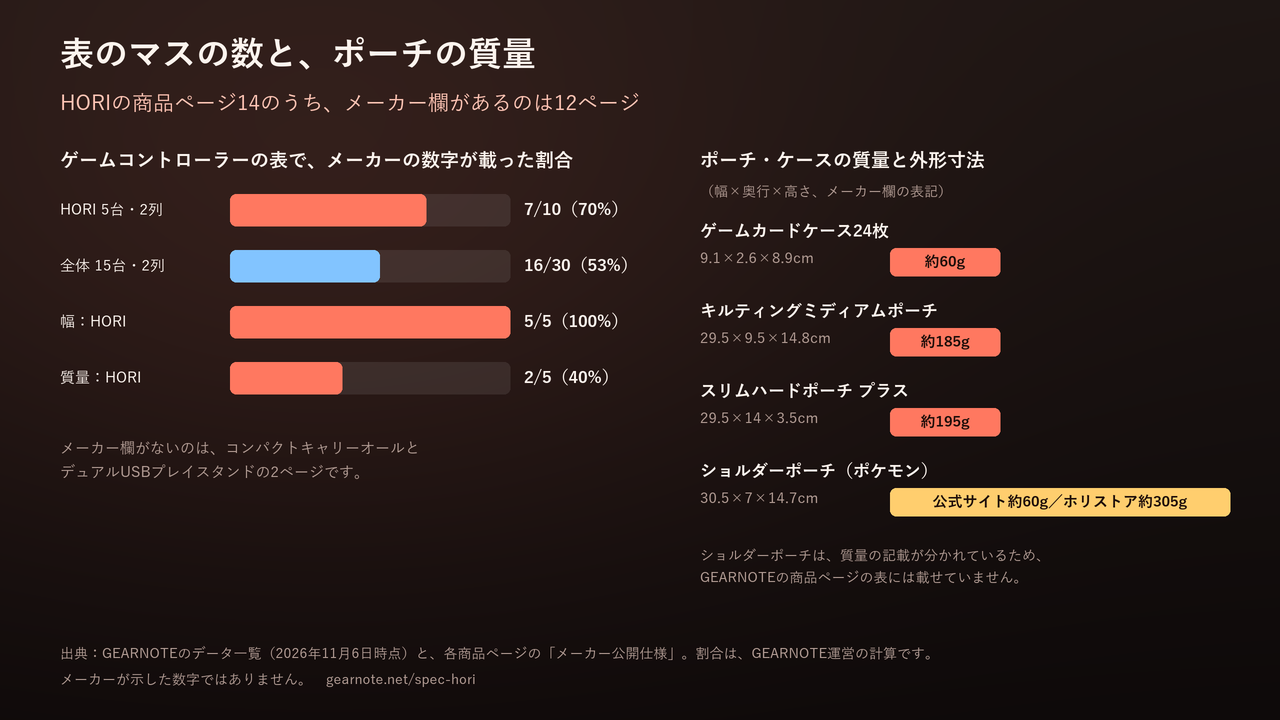 表のマスの数と、ポーチの質量
HORIの商品ページ14のうち、メーカー欄があるのは12ページ
ゲームコントローラーの表で、メーカーの数字が載った割合
HORI 5台・2列
7/10（70%）
全体 15台・2列
16/30（53%）
幅：HORI
5/5（100%）
質量：HORI
2/5（40%）
メーカー欄がないのは、コンパクトキャリーオールと
デュアルUSBプレイスタンドの2ページです。
ポーチ・ケースの質量と外形寸法
（幅×奥行×高さ、メーカー欄の表記）
ゲームカードケース24枚
9.1×2.6×8.9cm
約60g
キルティングミディアムポーチ
29.5×9.5×14.8cm
約185g
スリムハードポーチ プラス
29.5×14×3.5cm
約195g
ショルダーポーチ（ポケモン）
30.5×7×14.7cm
公式サイト約60g／ホリストア約305g
ショルダーポーチは、質量の記載が分かれているため、
GEARNOTEの商品ページの表には載せていません。
出典：GEARNOTEのデータ一覧（2026年11月6日時点）と、各商品ページの「メーカー公開仕様」。割合は、GEARNOTE運営の計算です。
メーカーが示した数字ではありません。 gearnote.net/spec-hori